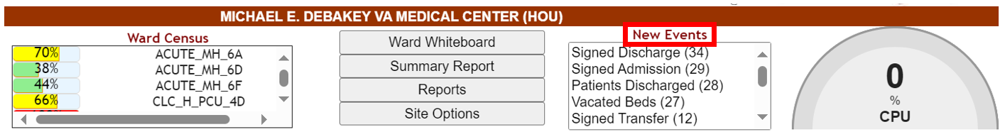 MICHAEL E. DEBAKEY VA MEDICAL CENTER (HOU)
Ward Census
70% ACUTE_MH_6A
38% ACUTE_MH_6D
44% ACUTE_MH_6F
66% CLC_H_PCU_4D
Ward Whiteboard
Summary Report
Reports
Site Options
New Events
Signed Discharge (34)
Signed Admission (29)
Patients Discharged (28)
Vacated Beds (27)
Signed Transfer (12)
0
%
CPU